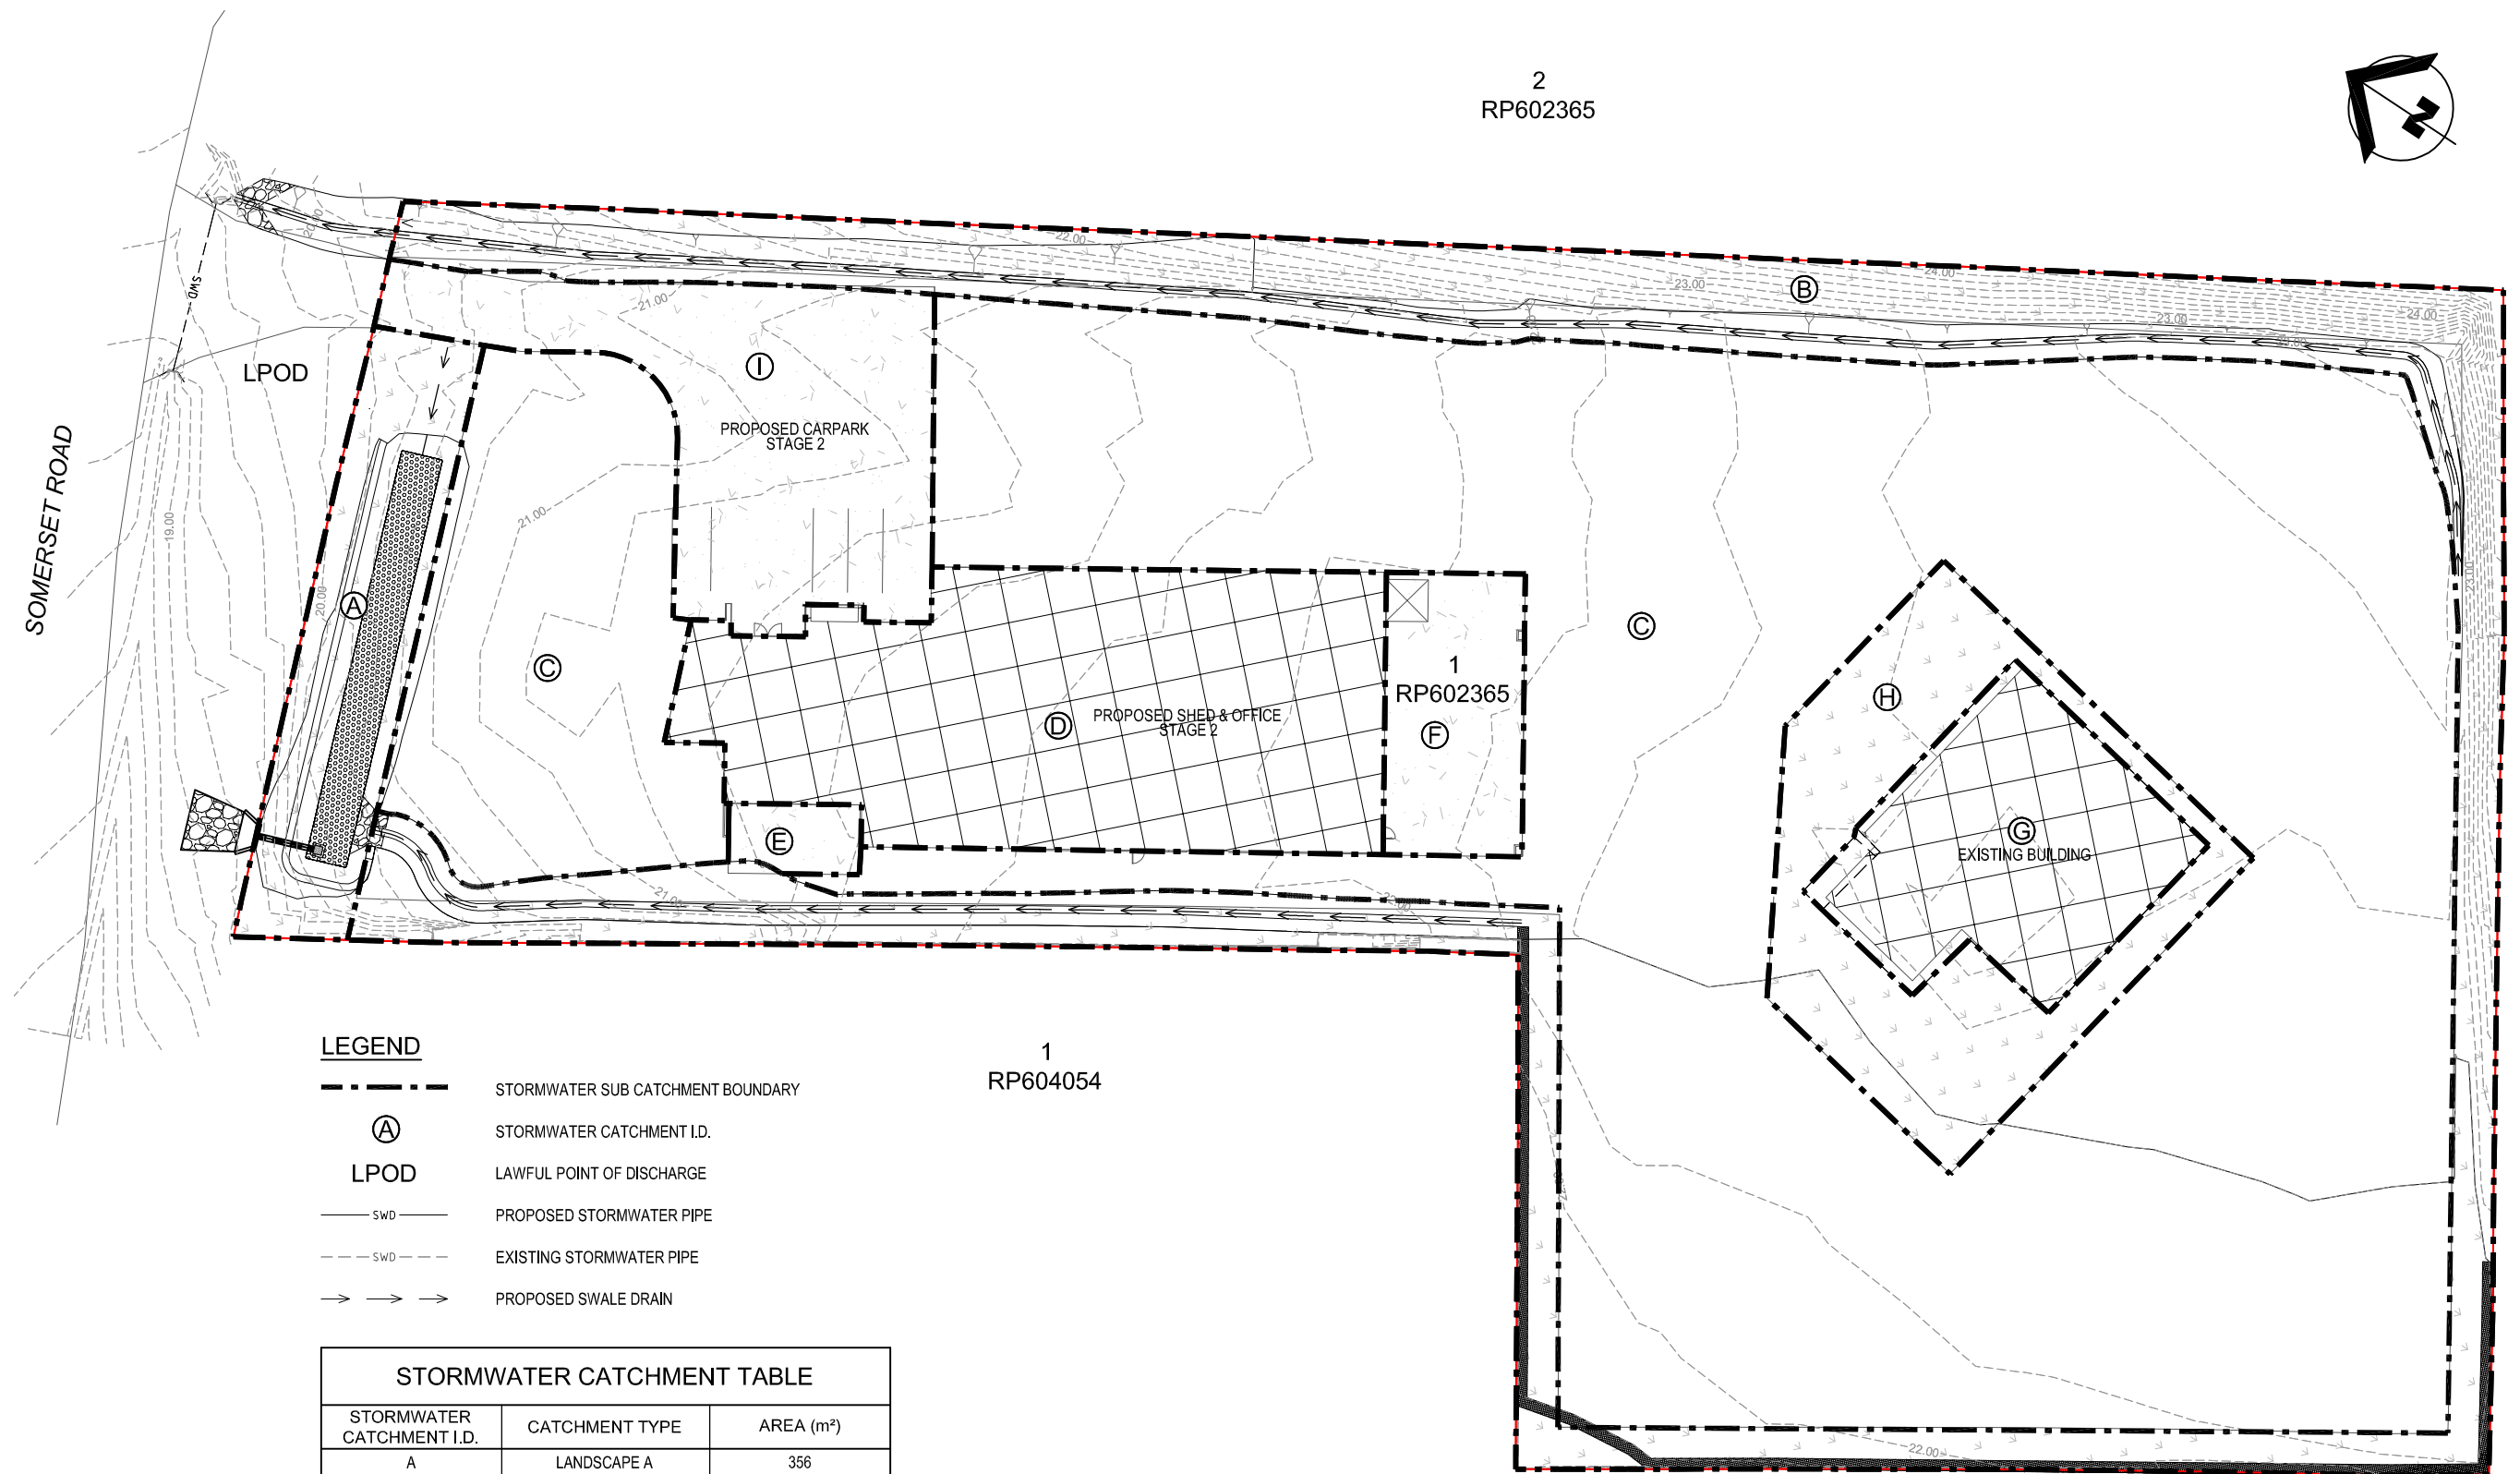 2
RP602365
N
SWD
20.00
22.00
24.00
23.00
B
24.00
23.00
21.00
I
LPOD
PROPOSED CARPARK
STAGE 2
SOMERSET ROAD
19.00
21.00
20.00
A
C
C
23.00
1
RP602365
H
D
PROPOSED SHED & OFFICE
STAGE 2
F
E
G
EXISTING BUILDING
LEGEND
STORMWATER SUB CATCHMENT BOUNDARY
A
STORMWATER CATCHMENT I.D.
LPOD
LAWFUL POINT OF DISCHARGE
SWD
PROPOSED STORMWATER PIPE
SWD
EXISTING STORMWATER PIPE
PROPOSED SWALE DRAIN
1
RP604054
22.00
STORMWATER CATCHMENT TABLE
STORMWATER
CATCHMENT I.D.
CATCHMENT TYPE
AREA (m²)
A
LANDSCAPE A
356